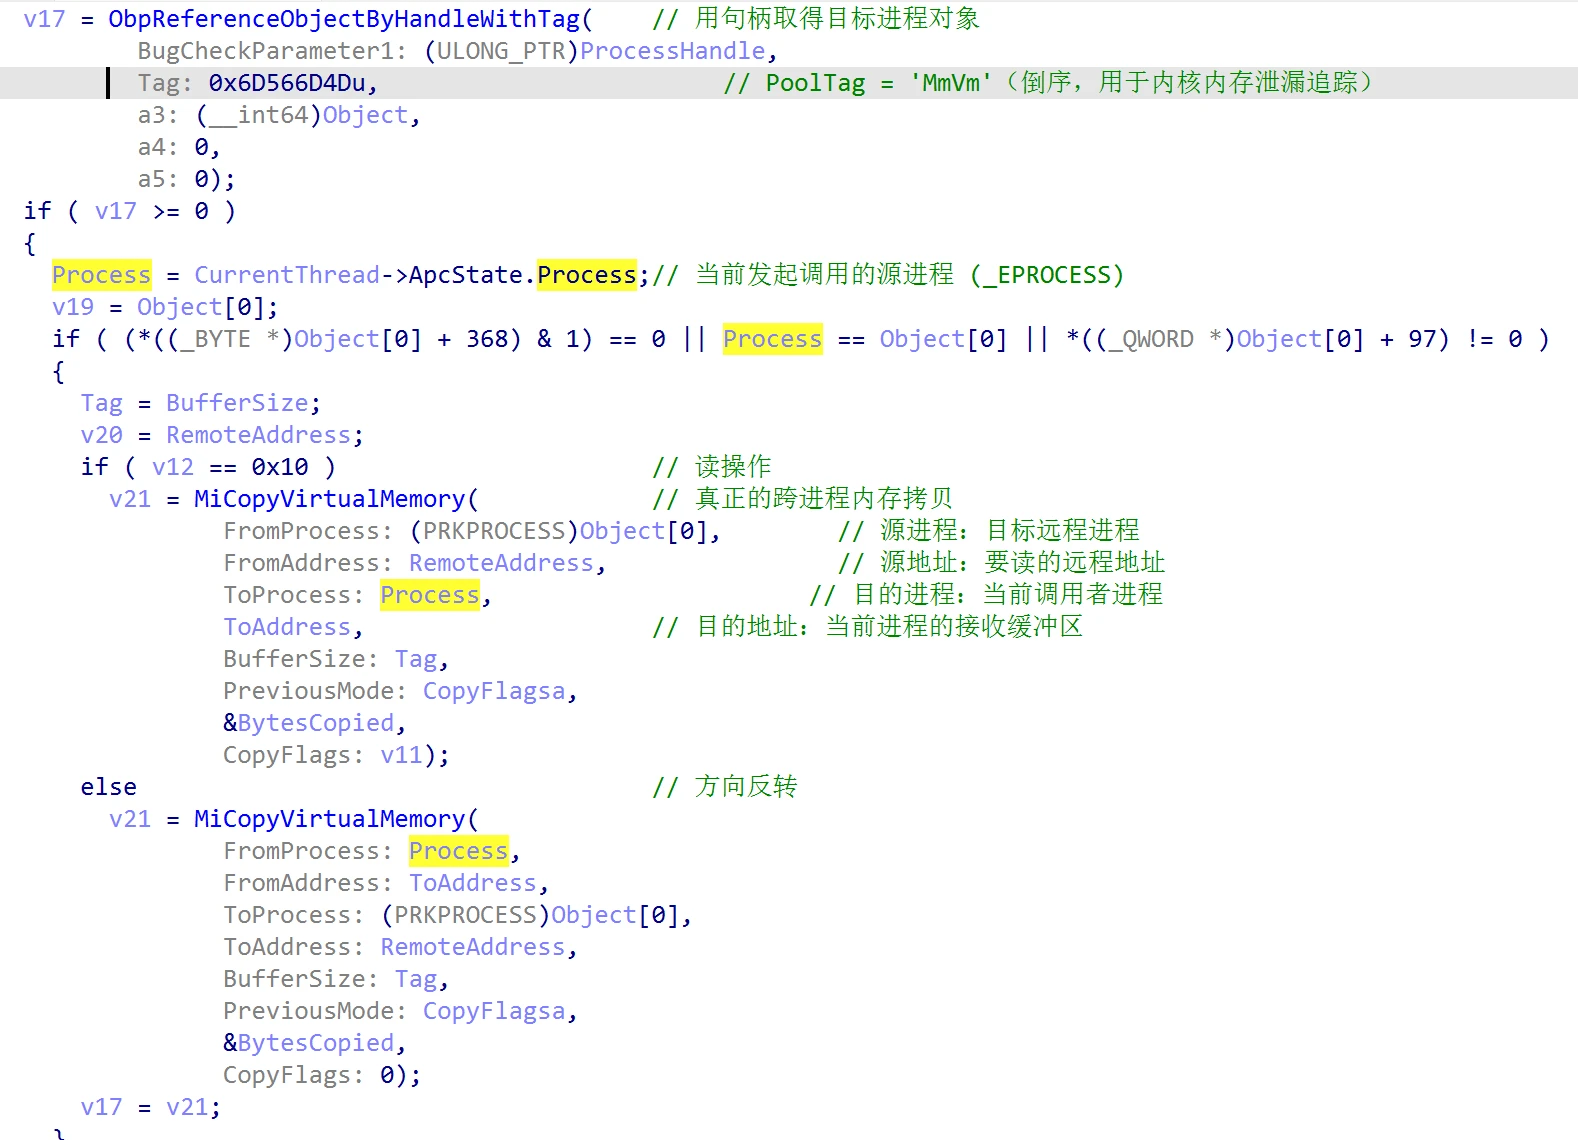 v17 = ObpReferenceObjectByHandleWithTag(    // 用句柄取得目标进程对象
        BugCheckParameter1: (ULONG_PTR)ProcessHandle,
        Tag: 0x6D566D4Du,                        // PoolTag = 'MmVm'（倒序，用于内核内存泄漏追踪）
        a3: (__int64)Object,
        a4: 0,
        a5: 0);
if ( v17 >= 0 )
{
  Process = CurrentThread->ApcState.Process;// 当前发起调用的源进程 (_EPROCESS)
  v19 = Object[0];
  if ( (*((_BYTE *)Object[0] + 368) & 1) == 0 || Process == Object[0] || *((_QWORD *)Object[0] + 97) != 0 )
  {
    Tag = BufferSize;
    v20 = RemoteAddress;
    if ( v12 == 0x10 )                      // 读操作
      v21 = MiCopyVirtualMemory(            // 真正的跨进程内存拷贝
              FromProcess: (PRKPROCESS)Object[0],        // 源进程：目标远程进程
              FromAddress: RemoteAddress,                // 源地址：要读的远程地址
              ToProcess: Process,                      // 目的进程：当前调用者进程
              ToAddress,                    // 目的地址：当前进程的接收缓冲区
              BufferSize: Tag,
              PreviousMode: CopyFlagsa,
              &BytesCopied,
              CopyFlags: v11);
    else                                    // 方向反转
      v21 = MiCopyVirtualMemory(
              FromProcess: Process,
              FromAddress: ToAddress,
              ToProcess: (PRKPROCESS)Object[0],
              ToAddress: RemoteAddress,
              BufferSize: Tag,
              PreviousMode: CopyFlagsa,
              &BytesCopied,
              CopyFlags: 0);
    v17 = v21;
  }